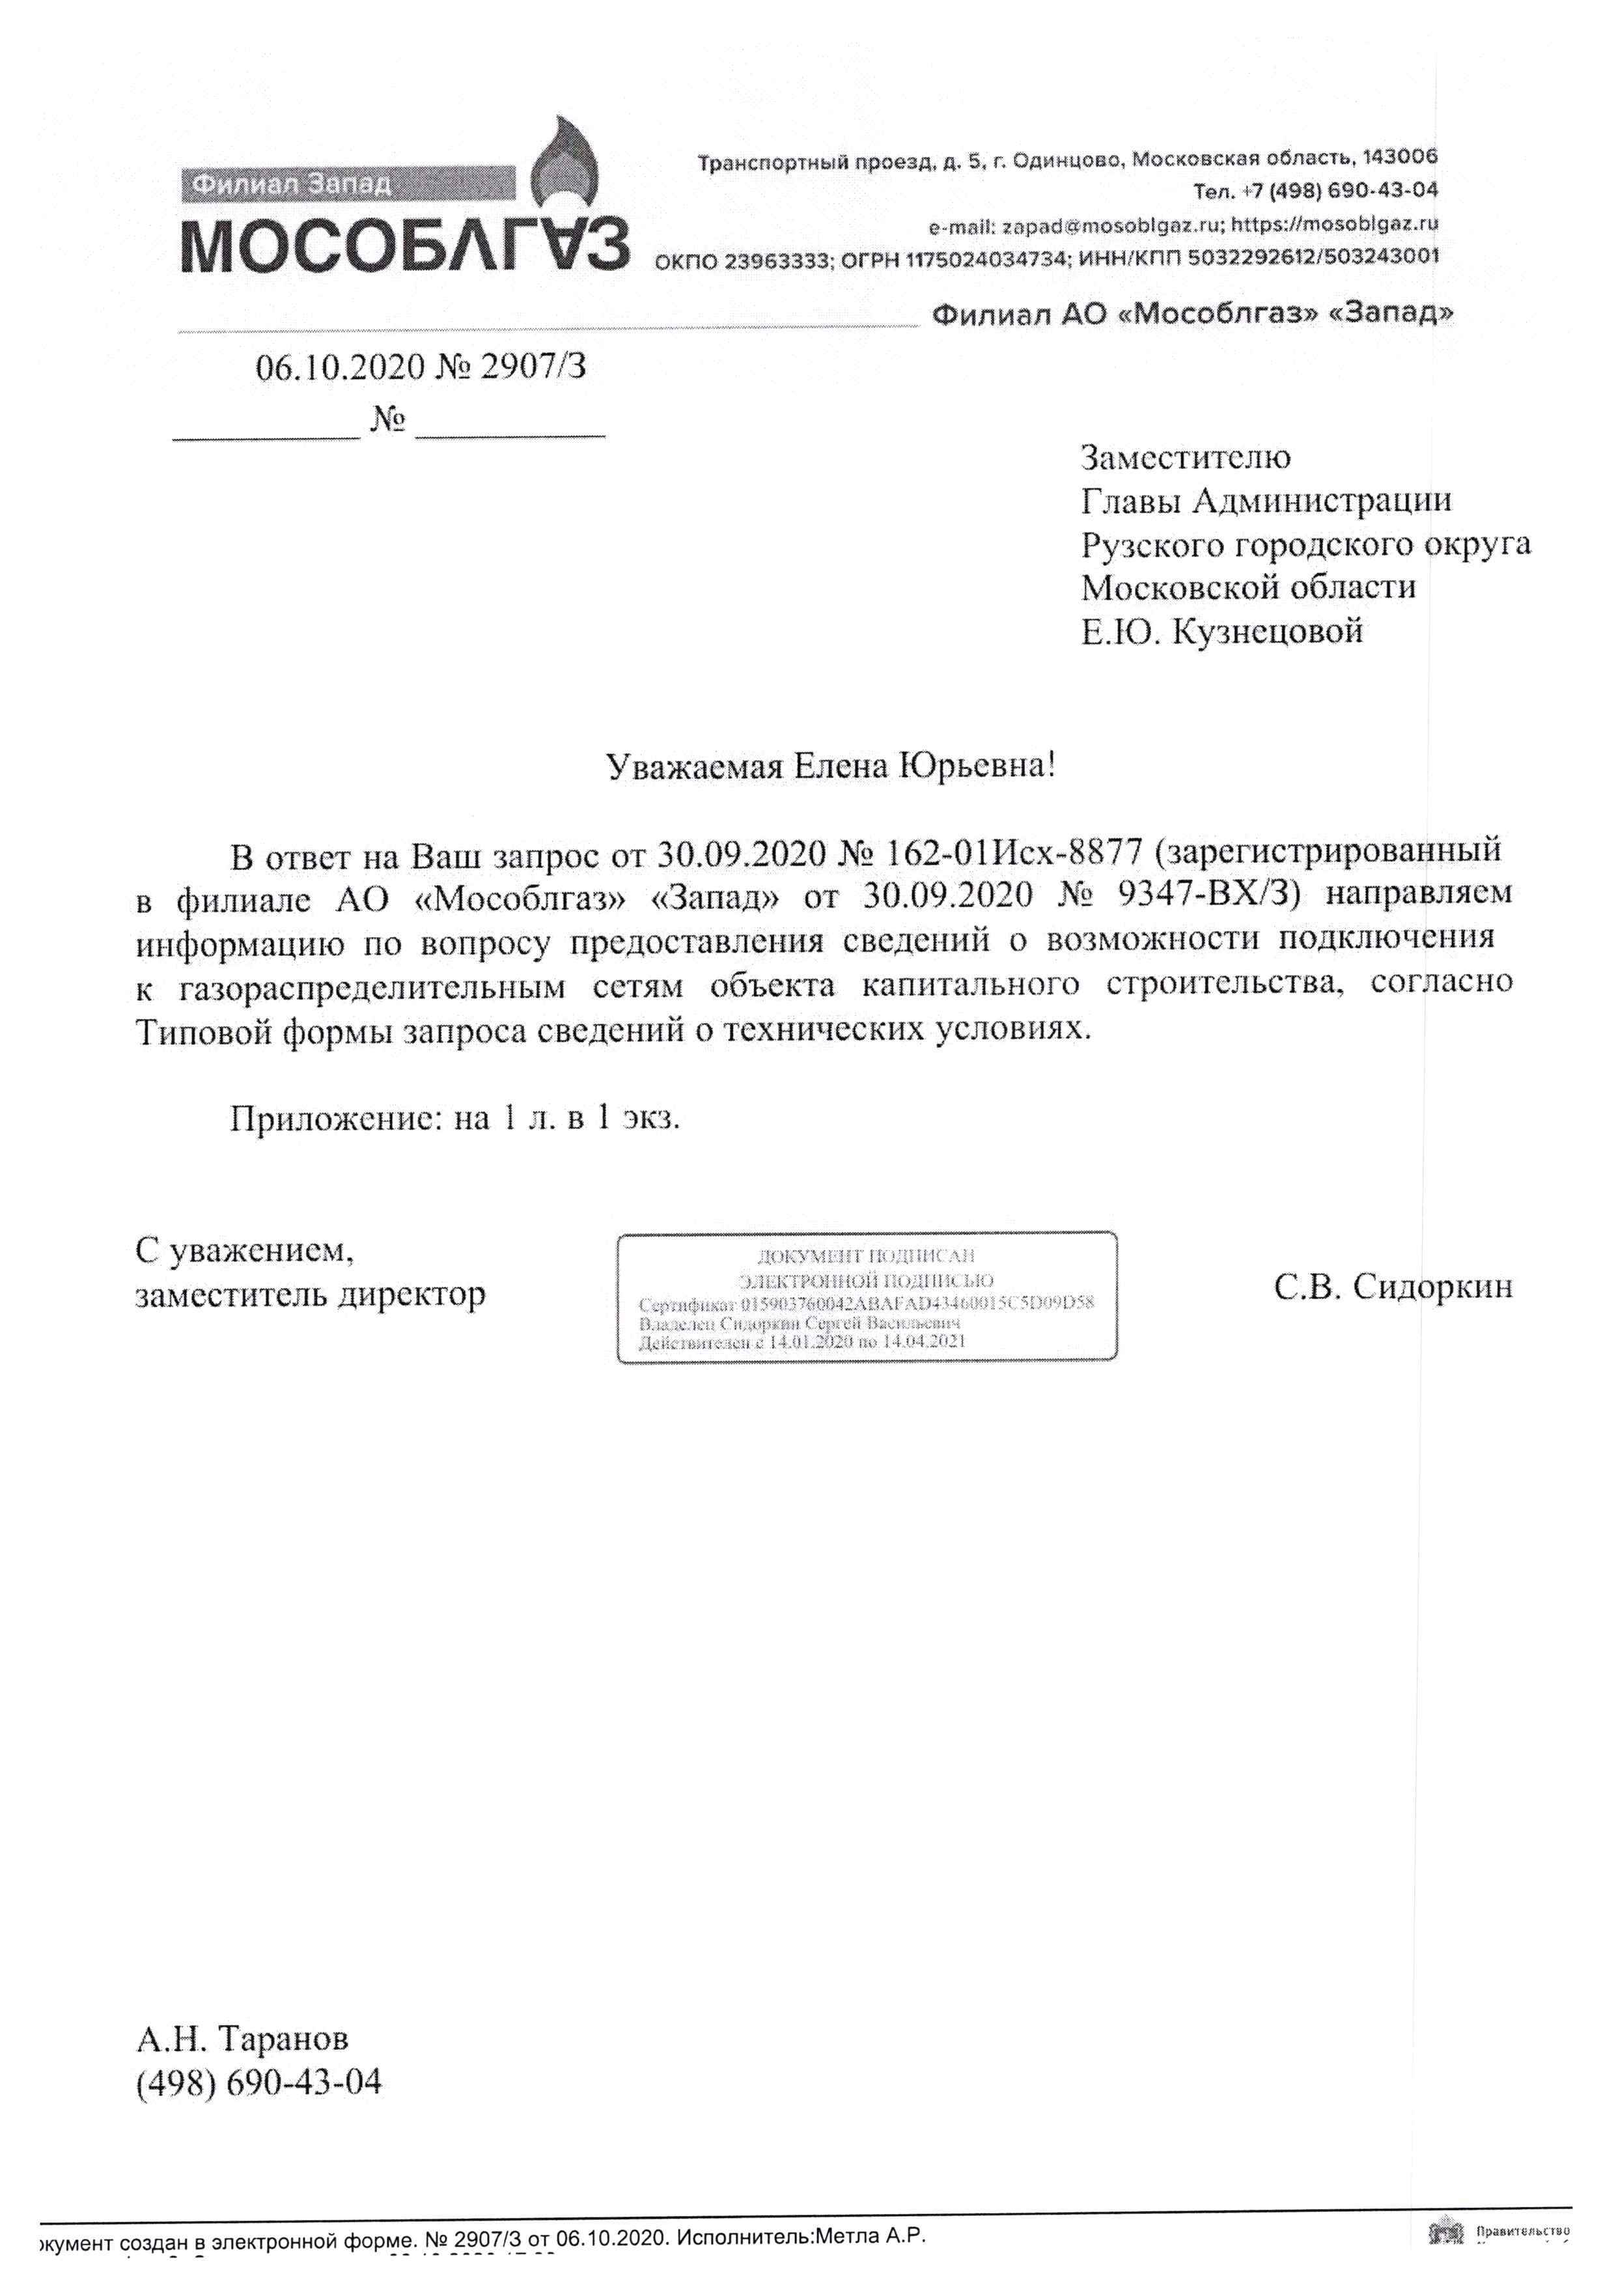 Филиал Запад
МОСОБЛГАЗ
Транспортный проезд, д. 5, г. Одинцово, Московская область, 143006
Тел. +7 (498) 690-43-04
e-mail: zapad@mosoblgaz.ru; https://mosoblgaz.ru
ОКПО 23963333; ОГРН 1175024034734; ИНН/КПП 5032292612/503243001
Филиал АО «Мособлгаз» «Запад»
06.10.2020 № 2907/З
___________ № ___________
Заместителю
Главы Администрации
Рузского городского округа
Московской области
Е.Ю. Кузнецовой
Уважаемая Елена Юрьевна!
В ответ на Ваш запрос от 30.09.2020 № 162-01Исх-8877 (зарегистрированный
в филиале АО «Мособлгаз» «Запад» от 30.09.2020 № 9347-ВХ/З) направляем
информацию по вопросу предоставления сведений о возможности подключения
к газораспределительным сетям объекта капитального строительства, согласно
Типовой формы запроса сведений о технических условиях.
Приложение: на 1 л. в 1 экз.
С уважением,
заместитель директор
ДОКУМЕНТ ПОДПИСАН
ЭЛЕКТРОННОЙ ПОДПИСЬЮ
Сертификат 015903760042ABAFAD43460015C5D09D58
Владелец Сидоркин Сергей Васильевич
Действителен с 14.01.2020 по 14.04.2021
С.В. Сидоркин
А.Н. Таранов
(498) 690-43-04
окумент создан в электронной форме. № 2907/З от 06.10.2020. Исполнитель:Метла А.Р.
Правительство